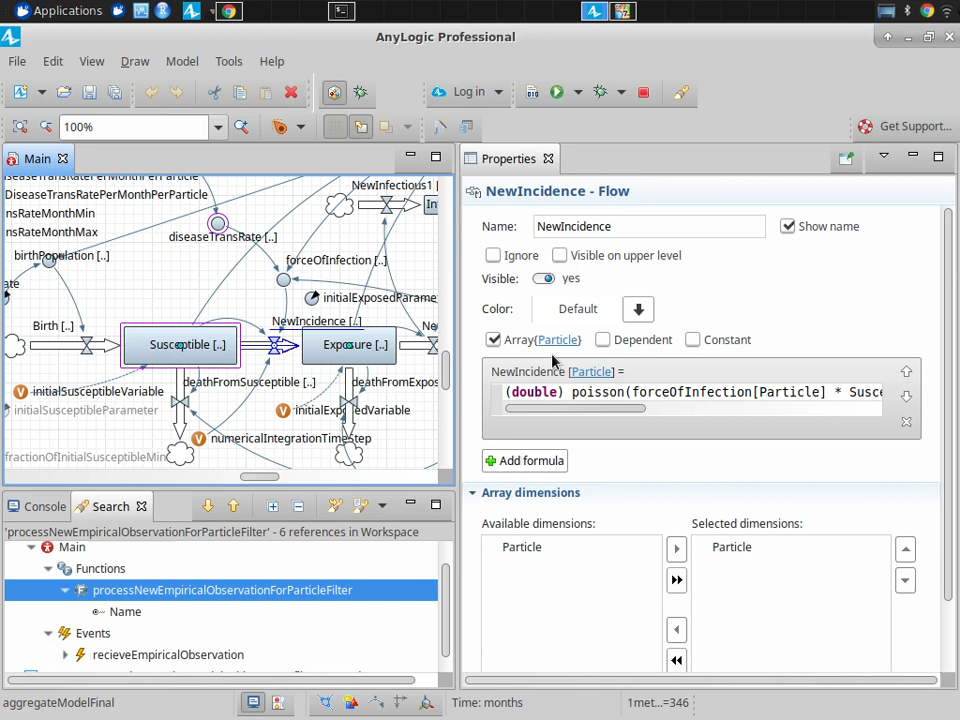 Applications
AnyLogic Professional
File Edit View Draw Model Tools Help
Log in
100%
Get Support...
Main
Properties
DiseaseTransRatePerMonthPerParticle
NewInfectious1 [
nsRateMonthMin
nsRateMonthMax
diseaseTransRate [..]
birthPopulation [..]
forceOfInfection [..]
initialExposedParame
Birth [..]
NewIncidence [..]
Susceptible [..]
Exposure [..]
deathFromSusceptible [..]
deathFromExpos
initialSusceptibleVariable
initialSusceptibleParameter
initialExposedVariable
numericalIntegrationTimeStep
fractionOfInitialSusceptibleMin
NewIncidence - Flow
Name: NewIncidence Show name
Ignore Visible on upper level
Visible: yes
Color: Default
Array{Particle} Dependent Constant
NewIncidence [Particle] =
(double) poisson(forceOfInfection[Particle] * Susce
Add formula
Array dimensions
Available dimensions: Selected dimensions:
Particle Particle
Console Search
'processNewEmpiricalObservationForParticleFilter' - 6 references in Workspace
Main
Functions
processNewEmpiricalObservationForParticleFilter
Name
Events
recieveEmpiricalObservation
aggregateModelFinal
Time: months
1met...=346